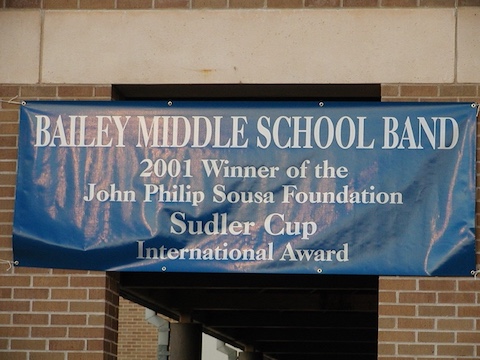 BAILEY MIDDLE SCHOOL BAND
2001 Winner of the
John Philip Sousa Foundation
Sudler Cup
International Award